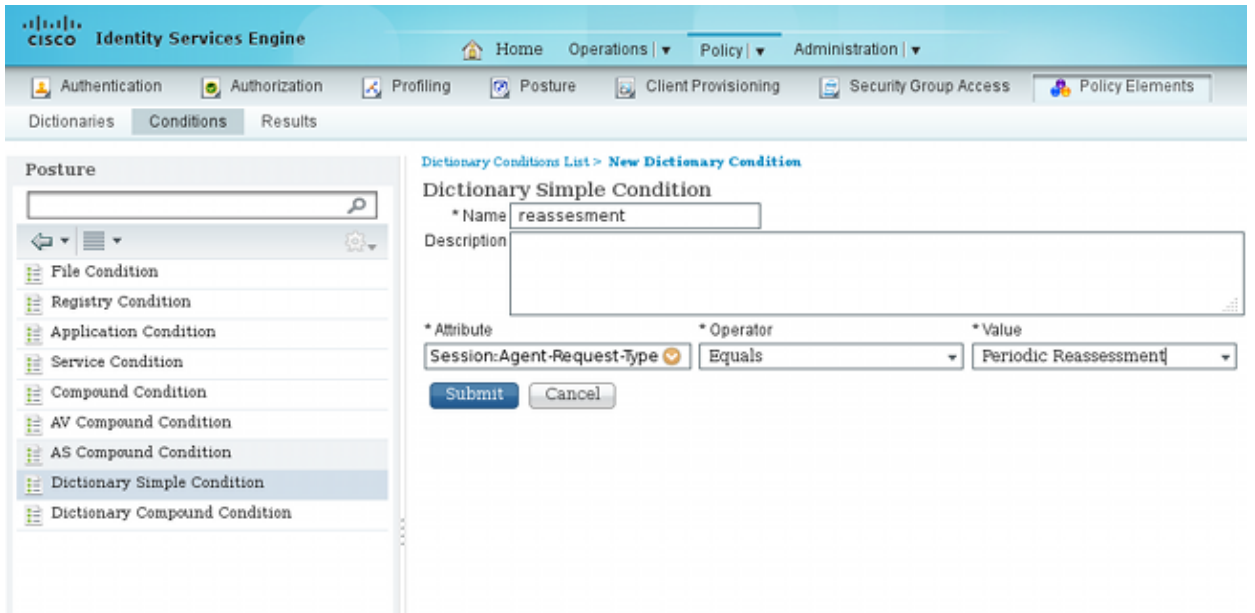 CISCO Identity Services Engine
Home Operations | Policy | Administration |
Authentication Authorization Profiling Posture Client Provisioning Security Group Access Policy Elements
Dictionaries Conditions Results
Posture
File Condition
Registry Condition
Application Condition
Service Condition
Compound Condition
AV Compound Condition
AS Compound Condition
Dictionary Simple Condition
Dictionary Compound Condition
Dictionary Conditions List > New Dictionary Condition
Dictionary Simple Condition
* Name reassesment
Description
* Attribute * Operator * Value
Session:Agent-Request-Type Equals Periodic Reassessment
Submit Cancel